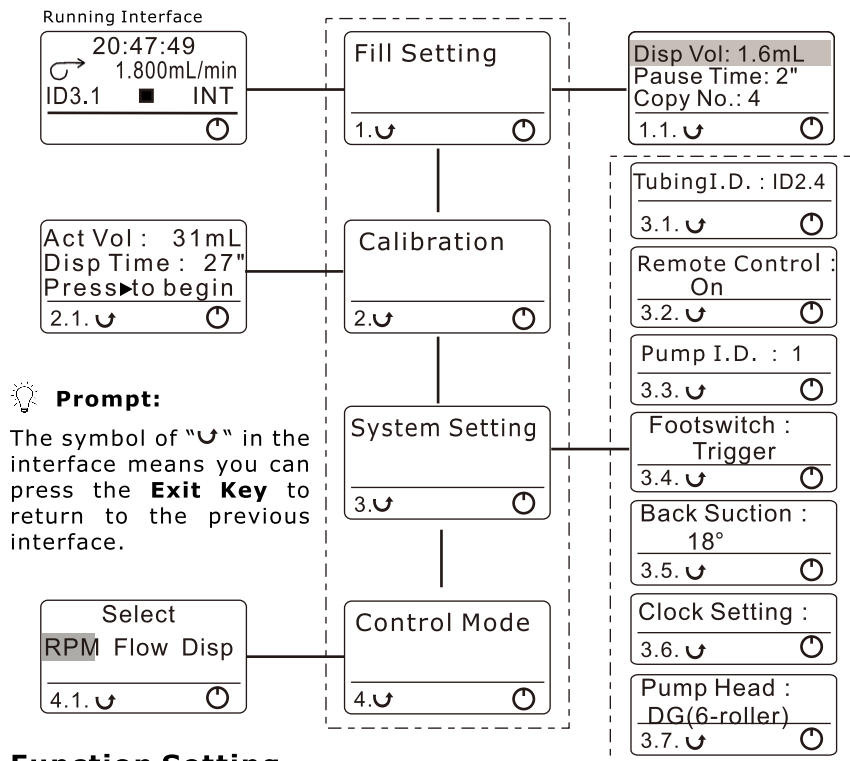 Running Interface
20:47:49
1.800mL/min
ID3.1 ■ INT
Fill Setting
1.
Disp Vol: 1.6mL
Pause Time: 2"
Copy No.: 4
1.1.
Act Vol : 31mL
Disp Time : 27"
Press▶to begin
2.1.
Calibration
2.
TubingI.D. : ID2.4
3.1.
Remote Control :
On
3.2.
Pump I.D. : 1
3.3.
Footswitch :
Trigger
3.4.
Back Suction :
18°
3.5.
Clock Setting :
3.6.
Pump Head :
DG(6-roller)
3.7.
Prompt:
The symbol of "↺" in the
interface means you can
press the Exit Key to
return to the previous
interface.
System Setting
3.
Select
RPM Flow Disp
4.1.
Control Mode
4.
Function Setting